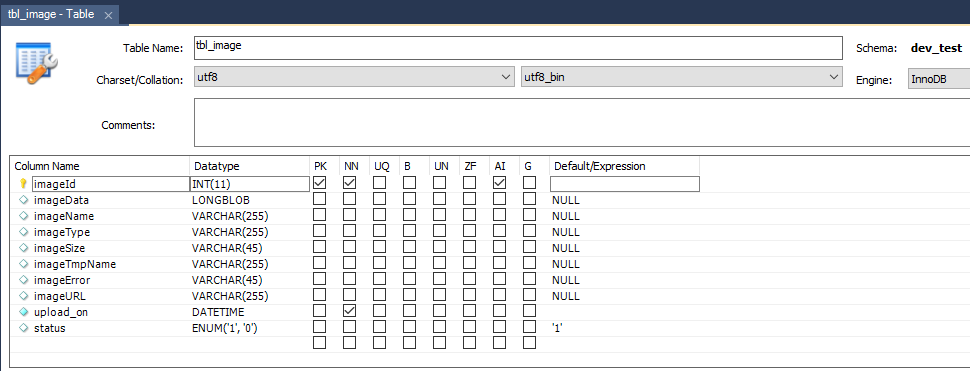 tbl_image - Table ×
Table Name: tbl_image Schema: dev_test
Charset/Collation: utf8 utf8_bin Engine: InnoDB
Comments:
Column Name Datatype PK NN UQ B UN ZF AI G Default/Expression
imageId INT(11)
imageData LONGBLOB NULL
imageName VARCHAR(255) NULL
imageType VARCHAR(255) NULL
imageSize VARCHAR(45) NULL
imageTmpName VARCHAR(255) NULL
imageError VARCHAR(45) NULL
imageURL VARCHAR(255) NULL
upload_on DATETIME
status ENUM('1', '0') '1'